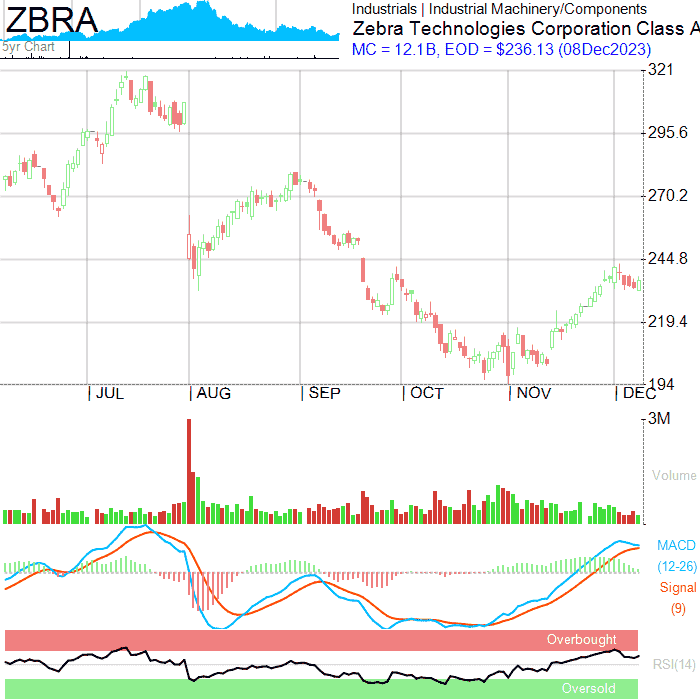 ZBRA
5yr Chart
Industrials | Industrial Machinery/Components
Zebra Technologies Corporation Class A
MC = 12.1B, EOD = $236.13 (08Dec2023)
321
295.6
270.2
244.8
219.4
194
JUL AUG SEP OCT NOV DEC
3M
Volume
MACD
(12-26)
Signal
(9)
Overbought
RSI(14)
Oversold